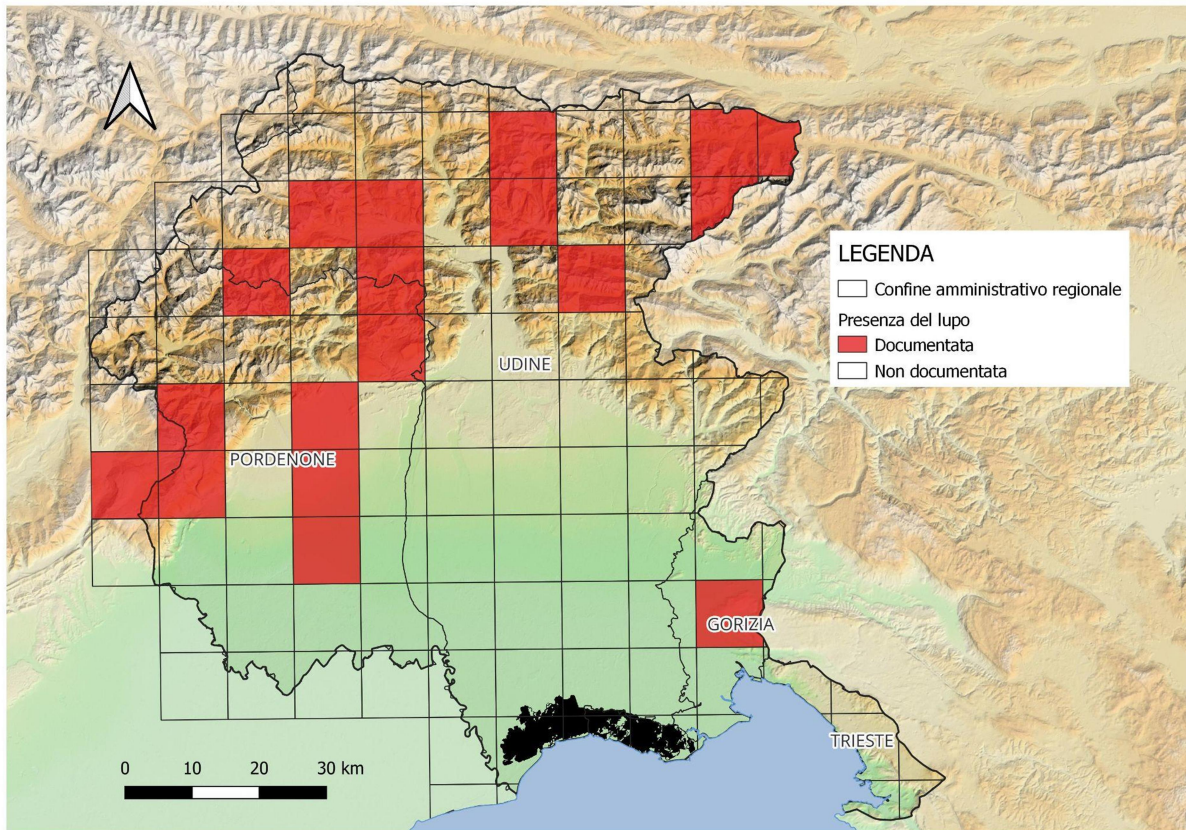 LEGENDA
Confine amministrativo regionale
Presenza del lupo
Documentata
Non documentata
UDINE
PORDENONE
GORIZIA
TRIESTE
0 10 20 30 km